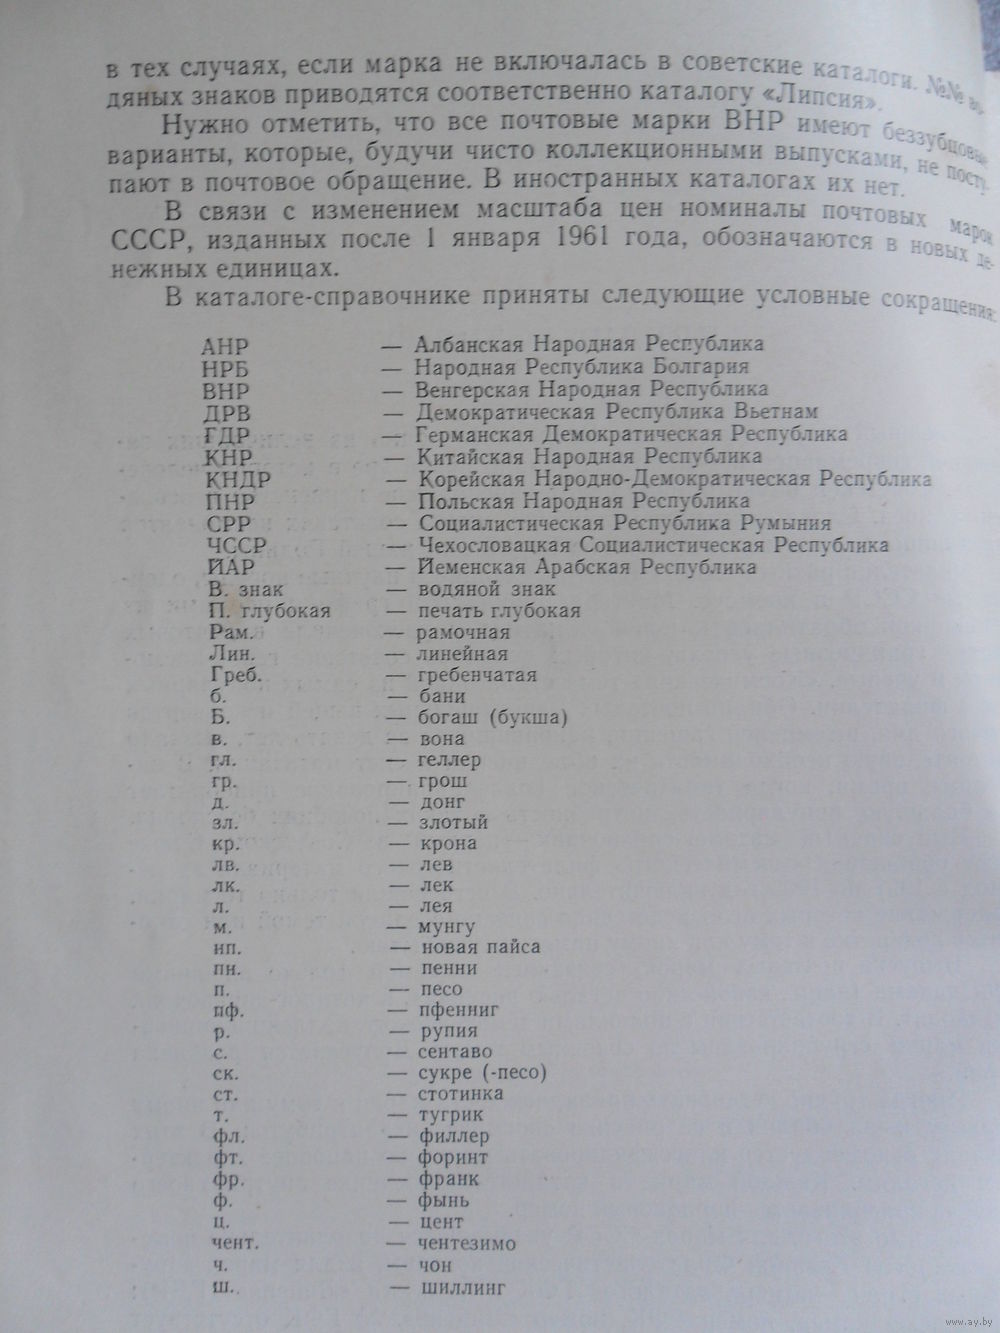 в тех случаях, если марка не включалась в советские каталоги. №№ во-
дяных знаков приводятся соответственно каталогу «Липсия».
Нужно отметить, что все почтовые марки ВНР имеют беззубцовые
варианты, которые, будучи чисто коллекционными выпусками, не посту-
пают в почтовое обращение. В иностранных каталогах их нет.
В связи с изменением масштаба цен номиналы почтовых марок
СССР, изданных после 1 января 1961 года, обозначаются в новых де-
нежных единицах.
В каталоге-справочнике приняты следующие условные сокращения:
АНР — Албанская Народная Республика
НРБ — Народная Республика Болгария
ВНР — Венгерская Народная Республика
ДРВ — Демократическая Республика Вьетнам
ГДР — Германская Демократическая Республика
КНР — Китайская Народная Республика
КНДР — Корейская Народно-Демократическая Республика
ПНР — Польская Народная Республика
СРР — Социалистическая Республика Румыния
ЧССР — Чехословацкая Социалистическая Республика
ЙАР — Йеменская Арабская Республика
В. знак — водяной знак
П. глубокая — печать глубокая
Рам. — рамочная
Лин. — линейная
Греб. — гребенчатая
б. — бани
Б. — богаш (букша)
в. — вона
гл. — геллер
гр. — грош
д. — донг
зл. — злотый
кр. — крона
лв. — лев
лк. — лек
л. — лея
м. — мунгу
нп. — новая пайса
пн. — пенни
п. — песо
пф. — пфенниг
р. — рупия
с. — сентаво
ск. — сукре (-песо)
ст. — стотинка
т. — тугрик
фл. — филлер
фт. — форинт
фр. — франк
ф. — фынь
ц. — цент
чент. — чентезимо
ч. — чон
ш. — шиллинг
www.ay.by